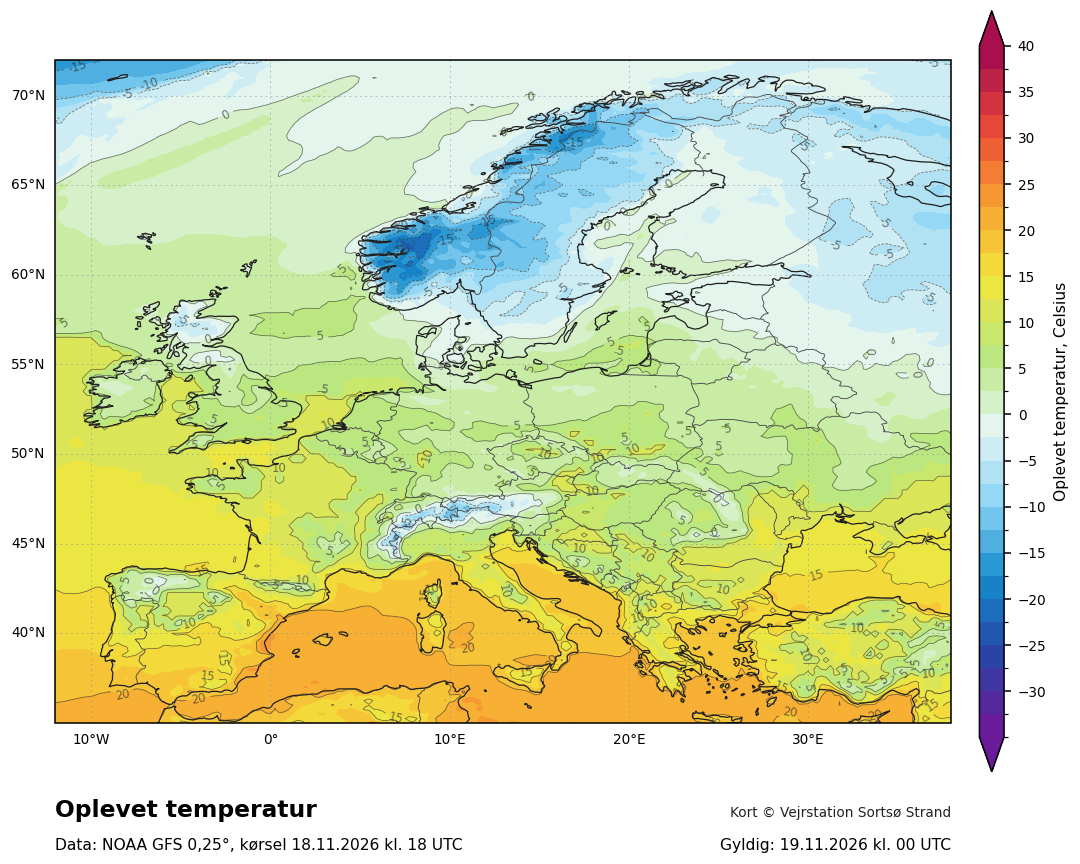 70°N
65°N
60°N
55°N
50°N
45°N
40°N
10°W
0°
10°E
20°E
30°E
40
35
30
25
20
15
10
5
0
−5
−10
−15
−20
−25
−30
Oplevet temperatur, Celsius
Oplevet temperatur
Kort © Vejrstation Sortsø Strand
Data: NOAA GFS 0,25°, kørsel 18.11.2026 kl. 18 UTC
Gyldig: 19.11.2026 kl. 00 UTC